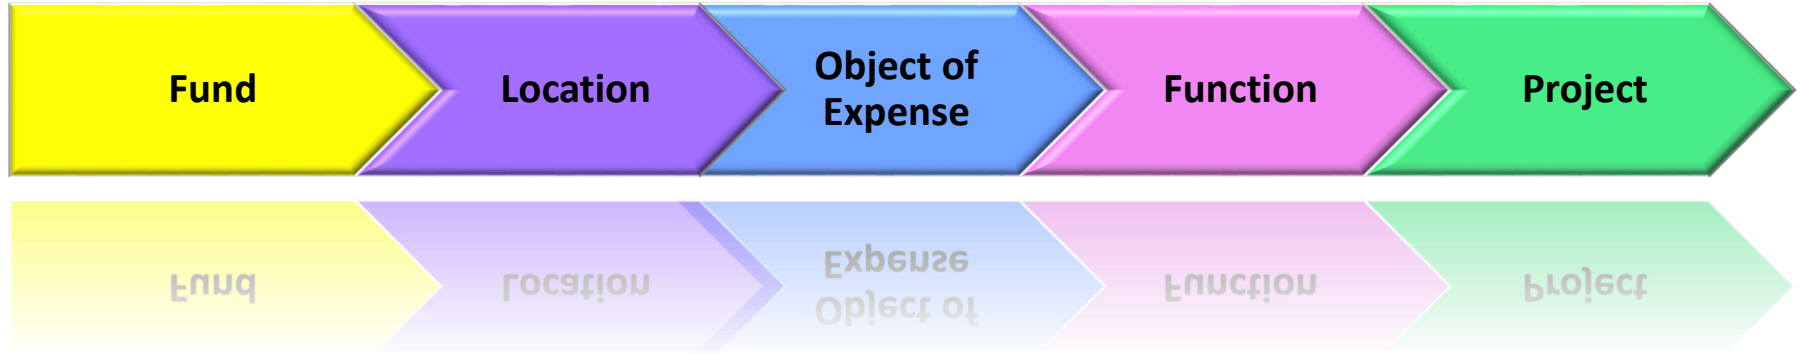 Fund
Location
Object of
Expense
Function
Project